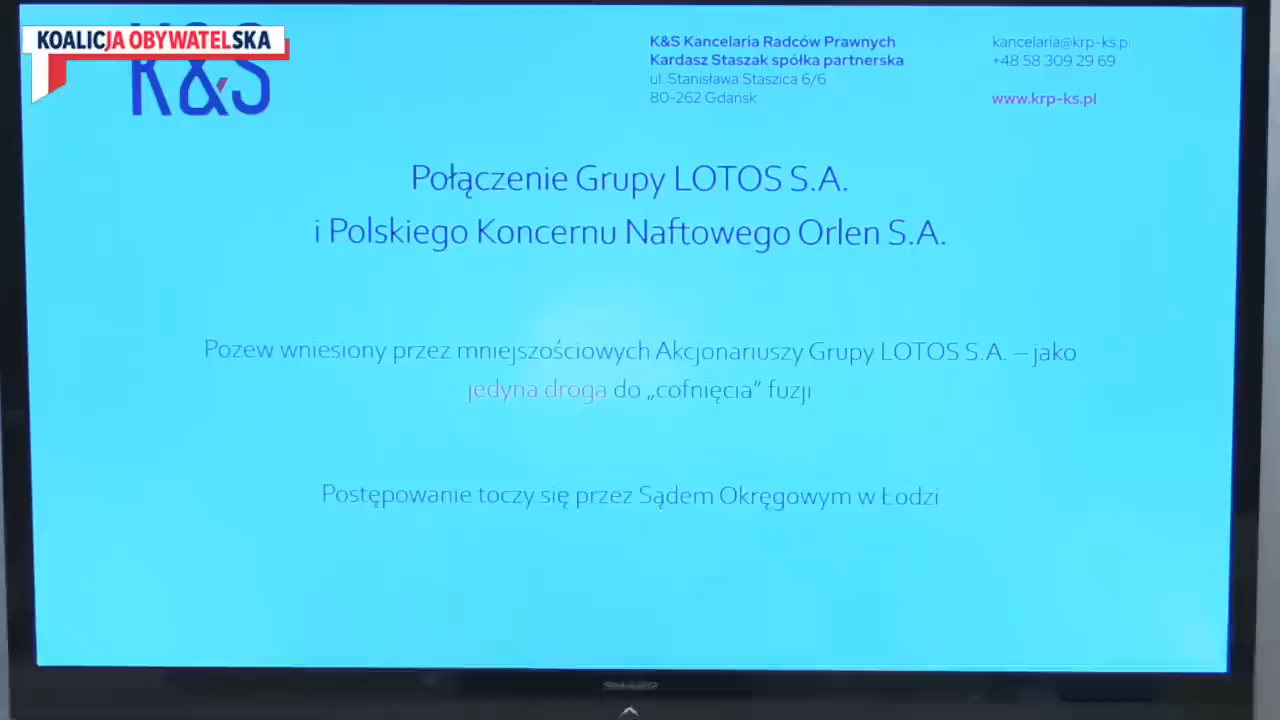 KOALICJA OBYWATELSKA
K&S
K&S Kancelaria Radców Prawnych
Kardasz Staszak spółka partnerska
ul. Stanisława Staszica 6/6
80-262 Gdańsk
kancelaria@krp-ks.pl
+48 58 309 29 69
www.krp-ks.pl
Połączenie Grupy LOTOS S.A.
i Polskiego Koncernu Naftowego Orlen S.A.
Pozew wniesiony przez mniejszościowych Akcjonariuszy Grupy LOTOS S.A. – jako
jedyna droga do „cofnięcia” fuzji
Postępowanie toczy się przez Sądem Okręgowym w Łodzi
SHARP